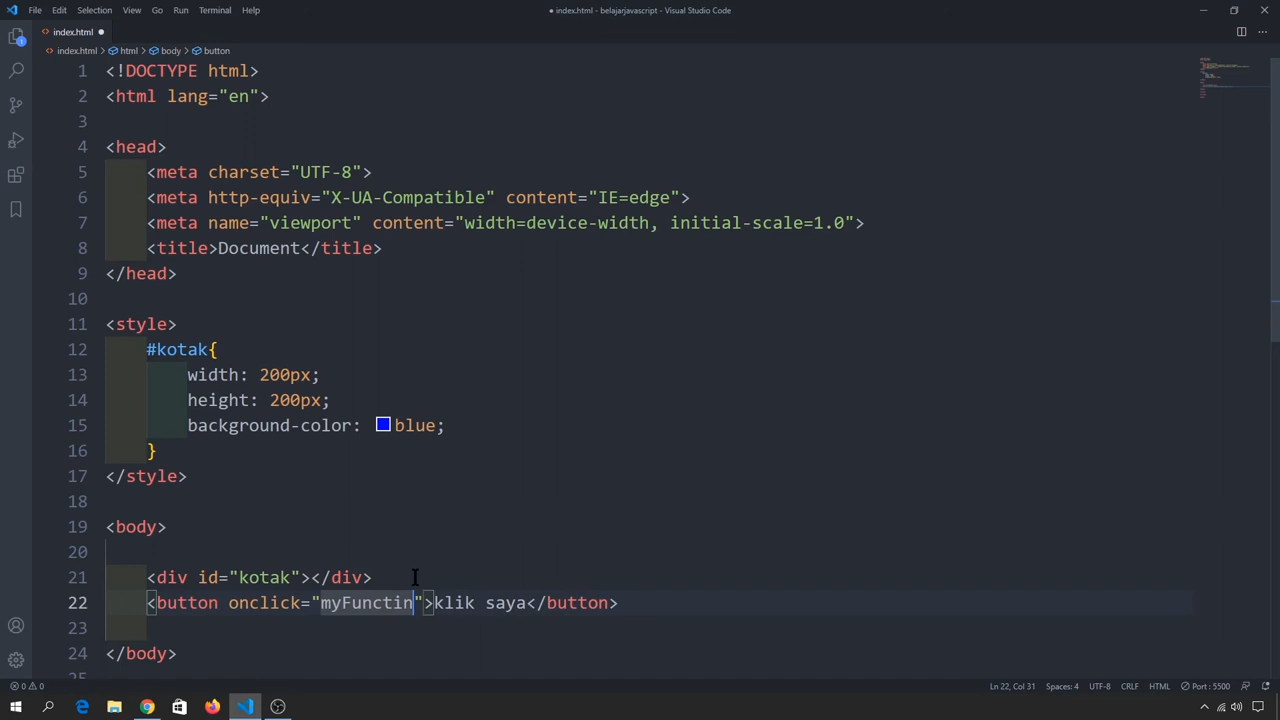 File Edit Selection View Go Run Terminal Help
● index.html - belajarjavascript - Visual Studio Code
index.html ●
index.html > html > body > button
1 <!DOCTYPE html>
2 <html lang="en">
3
4 <head>
5 <meta charset="UTF-8">
6 <meta http-equiv="X-UA-Compatible" content="IE=edge">
7 <meta name="viewport" content="width=device-width, initial-scale=1.0">
8 <title>Document</title>
9 </head>
10
11 <style>
12 #kotak{
13 width: 200px;
14 height: 200px;
15 background-color: blue;
16 }
17 </style>
18
19 <body>
20
21 <div id="kotak"></div>
22 <button onclick="myFunctin">klik saya</button>
23
24 </body>
25
1
0 0 Ln 22, Col 31 Spaces: 4 UTF-8 CRLF HTML Port : 5500